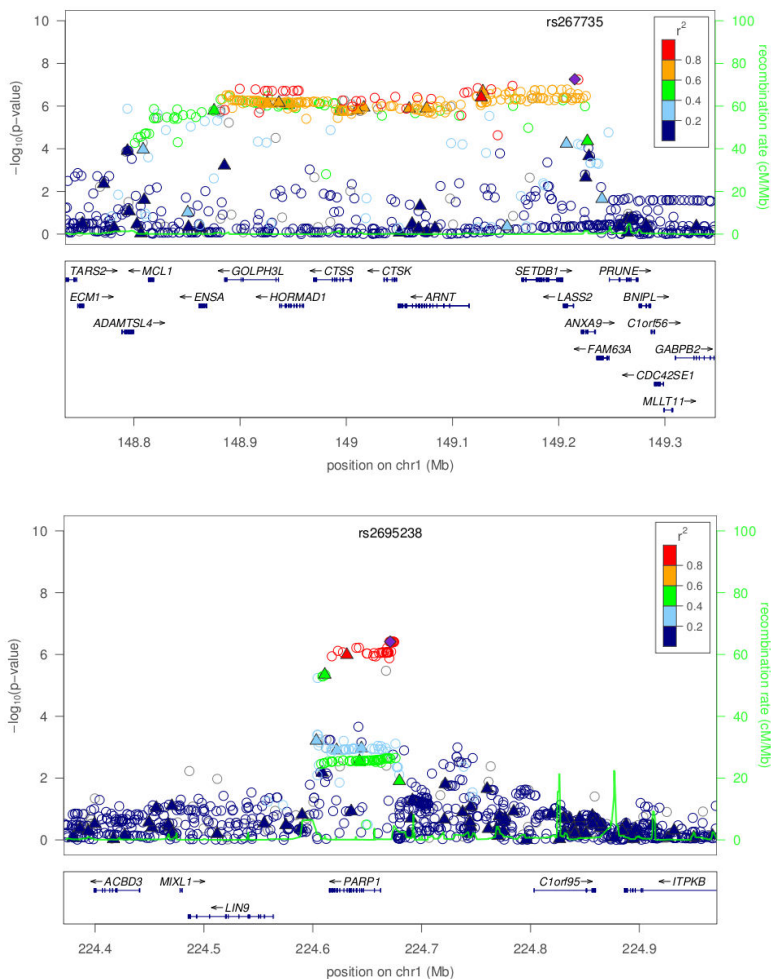 rs267735
r2
0.8
0.6
0.4
0.2
10
8
6
4
2
0
100
80
60
40
20
0
−log10(p−value)
recombination rate (cM/Mb)
TARS2→ ←MCL1 ←GOLPH3L ←CTSS ←CTSK SETDB1→ PRUNE→
ECM1→ ←ENSA ←HORMAD1 ←ARNT ←LASS2 BNIPL→
ADAMTSL4→ ANXA9→ C1orf56→
←FAM63A GABPB2→
←CDC42SE1
MLLT11→
148.8 148.9 149 149.1 149.2 149.3
position on chr1 (Mb)
rs2695238
r2
0.8
0.6
0.4
0.2
10
8
6
4
2
0
100
80
60
40
20
0
−log10(p−value)
recombination rate (cM/Mb)
←ACBD3 MIXL1→ ←PARP1 C1orf95→ ←ITPKB
←LIN9
224.4 224.5 224.6 224.7 224.8 224.9
position on chr1 (Mb)